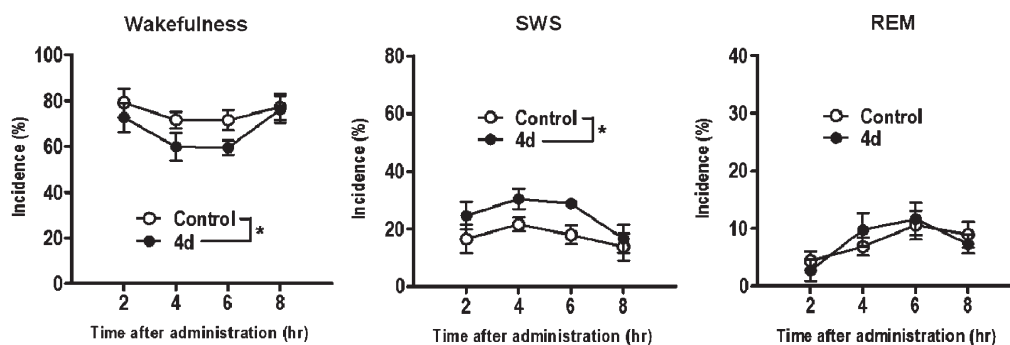 Wakefulness
Incidence (%)
100
80
60
40
20
0
Control
4d
*
2 4 6 8
Time after administration (hr)
SWS
Incidence (%)
80
60
40
20
0
Control
4d
*
2 4 6 8
Time after administration (hr)
REM
Incidence (%)
40
30
20
10
0
Control
4d
2 4 6 8
Time after administration (hr)